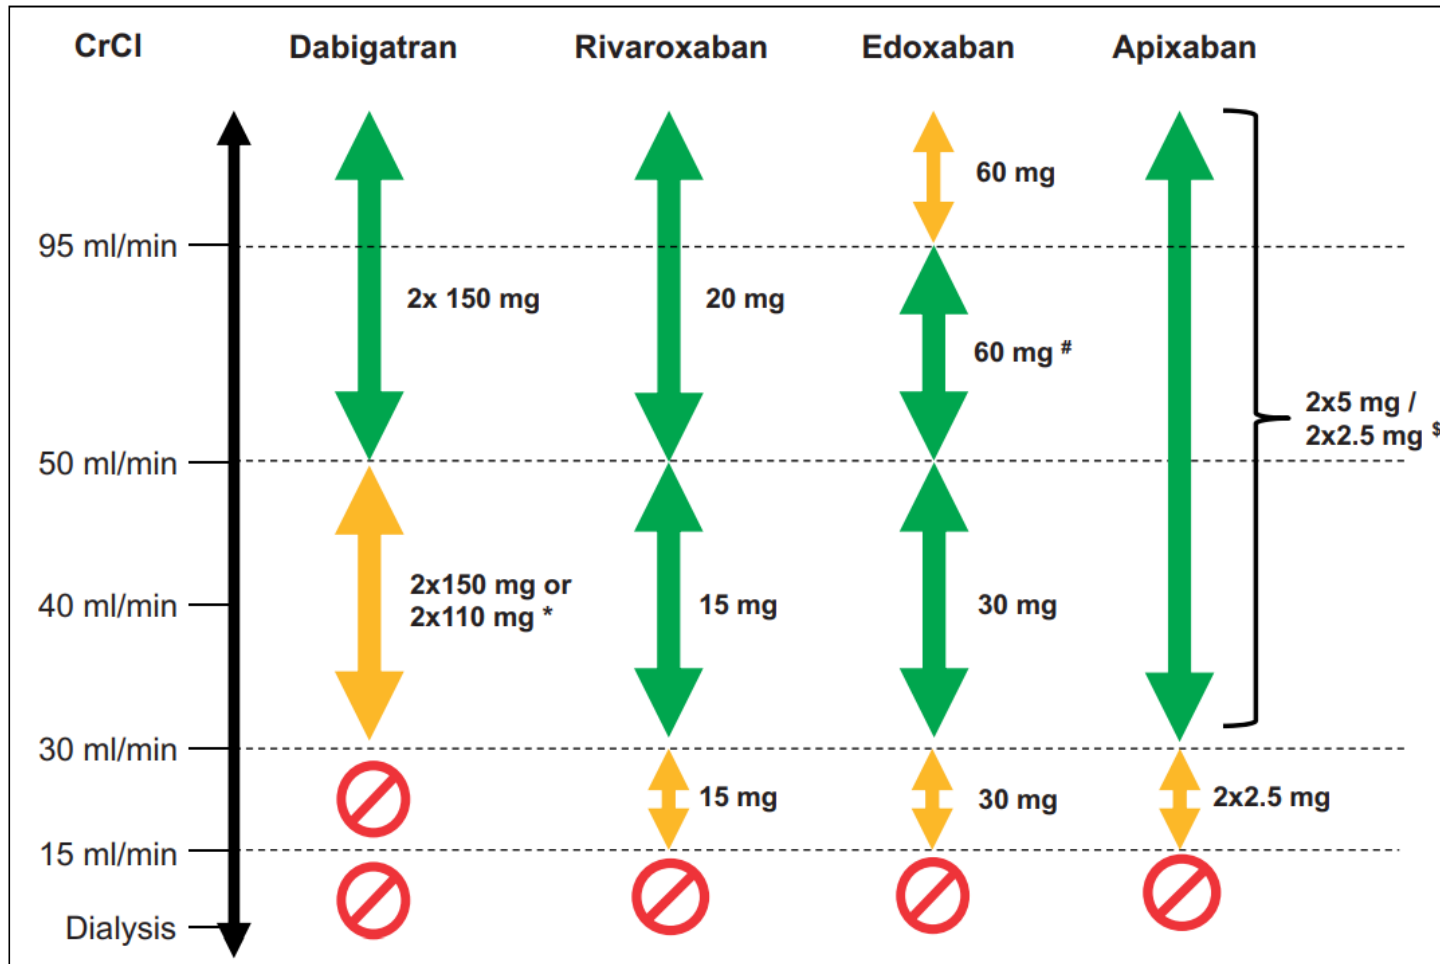 CrCl Dabigatran Rivaroxaban Edoxaban Apixaban
60 mg
95 ml/min
2x 150 mg 20 mg
60 mg #
2x5 mg /
2x2.5 mg $
50 ml/min
2x150 mg or
2x110 mg *
40 ml/min 15 mg 30 mg
30 ml/min
15 mg 30 mg 2x2.5 mg
15 ml/min
Dialysis